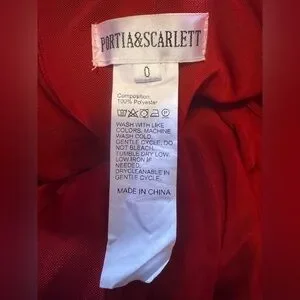 PORTIA&SCARLETT
0
Composition:
100% Polyester
WASH WITH LIKE
COLORS, MACHINE
WASH COLD,
GENTLE CYCLE, DO
NOT BLEACH.
TUMBLE DRY LOW,
LOW IRON IF
NEEDED.
DRYCLEANABLE IN
GENTLE CYCLE.
MADE IN CHINA